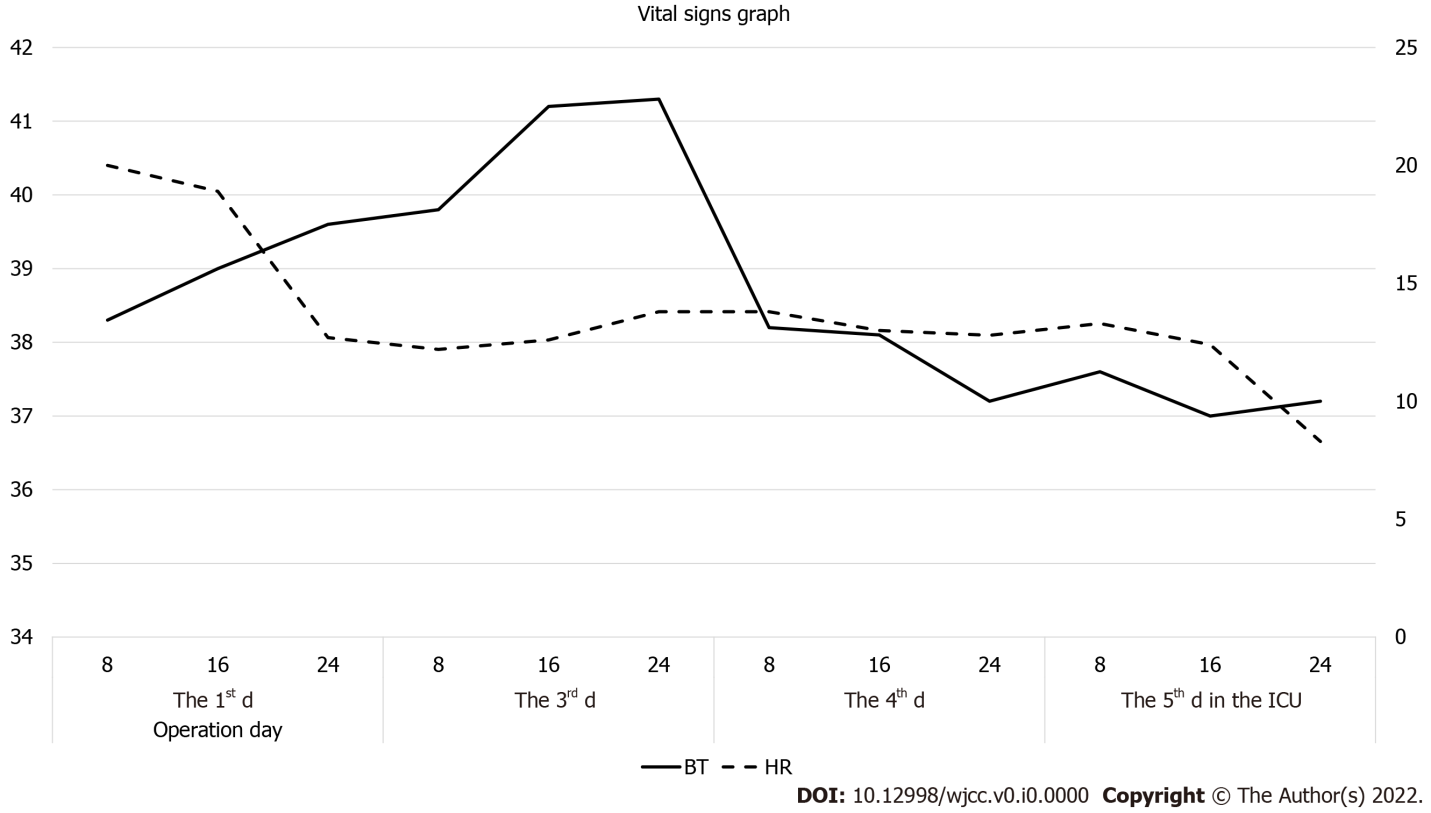 Vital signs graph
42 25
41
40 20
39
38 15
37 10
36
35 5
34 0
8 16 24 8 16 24 8 16 24 8 16 24
The 1st d The 3rd d The 4th d The 5th d in the ICU
Operation day
BT HR
DOI: 10.12998/wjcc.v0.i0.0000 Copyright © The Author(s) 2022.